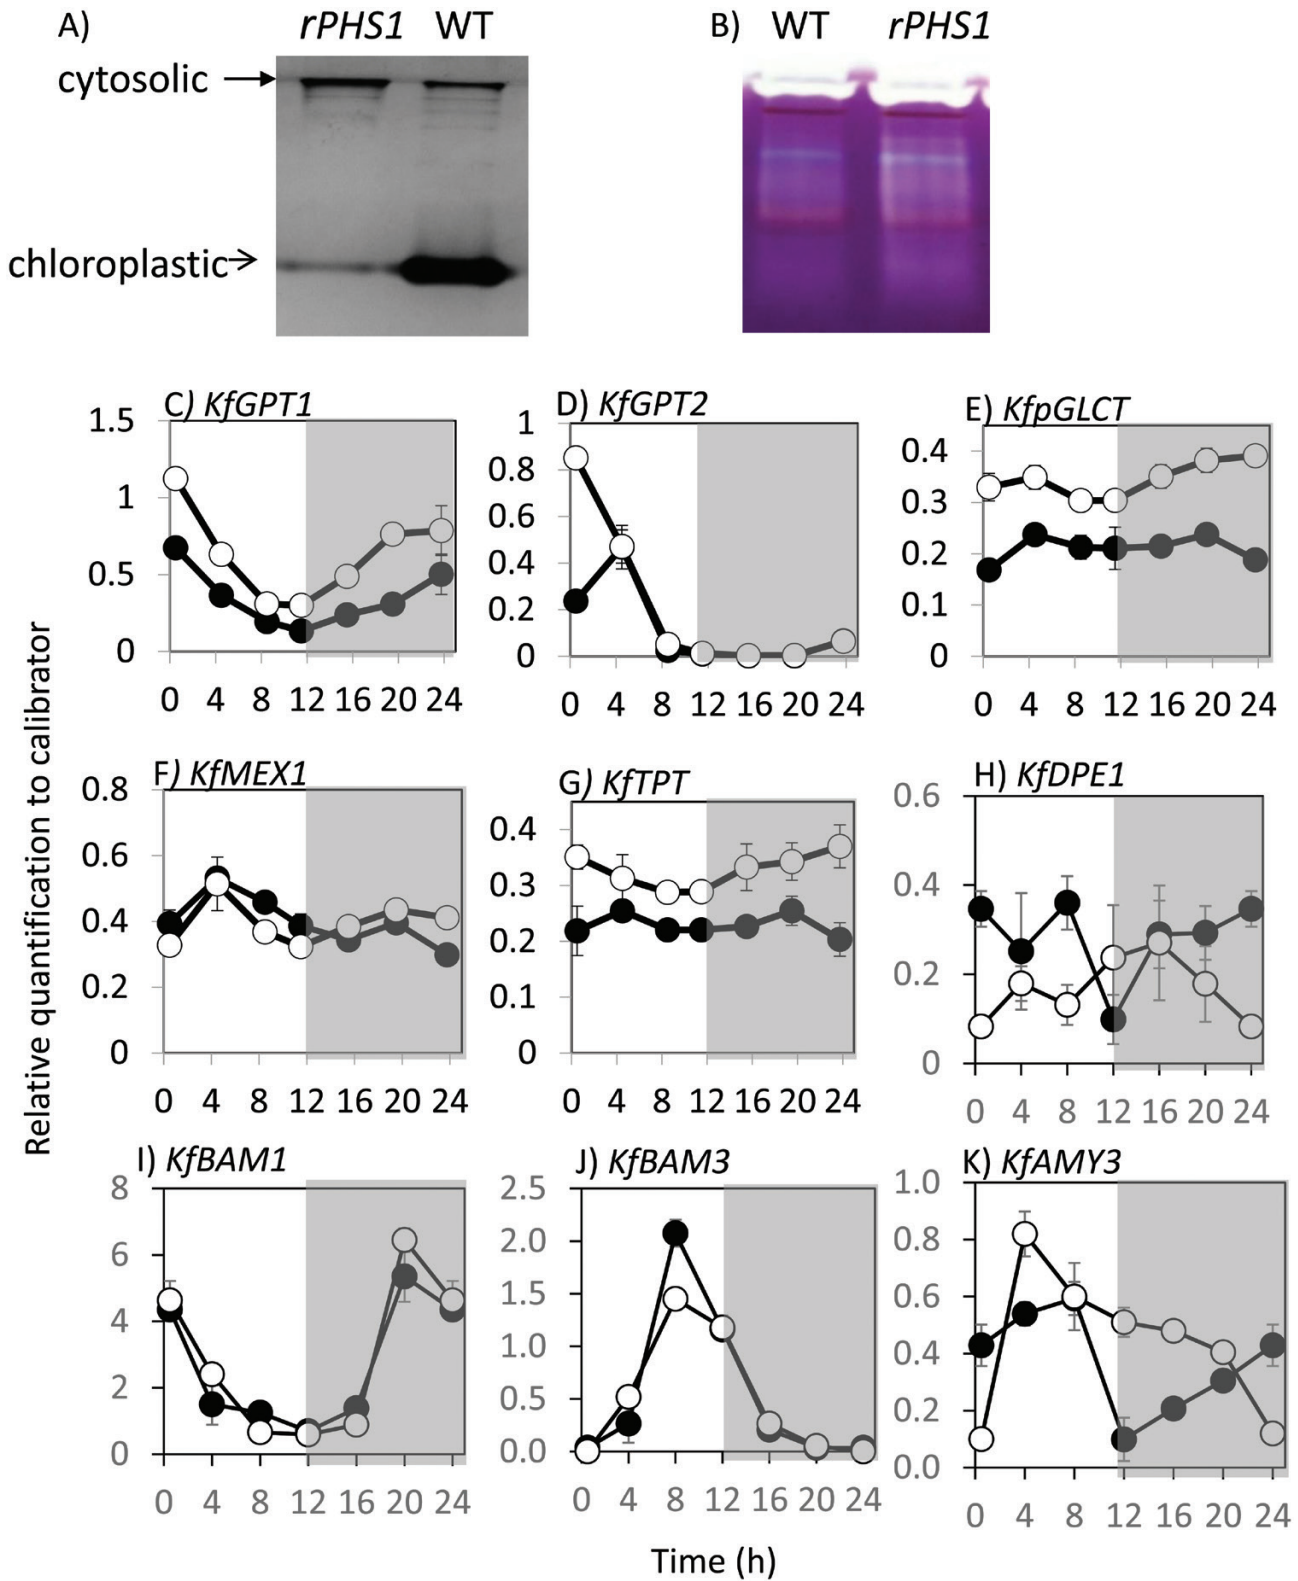 A) rPHS1 WT B) WT rPHS1
cytosolic
chloroplastic
C) KfGPT1 D) KfGPT2 E) KfpGLCT
1.5 1 0.5 0
0 4 8 12 16 20 24
1 0.8 0.6 0.4 0.2 0
0 4 8 12 16 20 24
0.4 0.3 0.2 0.1 0
0 4 8 12 16 20 24
Relative quantification to calibrator
F) KfMEX1 G) KfTPT H) KfDPE1
0.8 0.6 0.4 0.2 0
0 4 8 12 16 20 24
0.4 0.3 0.2 0.1 0
0 4 8 12 16 20 24
0.6 0.4 0.2 0
0 4 8 12 16 20 24
I) KfBAM1 J) KfBAM3 K) KfAMY3
8 6 4 2 0
0 4 8 12 16 20 24
2.5 2.0 1.5 1.0 0.5 0.0
0 4 8 12 16 20 24
1.0 0.8 0.6 0.4 0.2 0.0
0 4 8 12 16 20 24
Time (h)